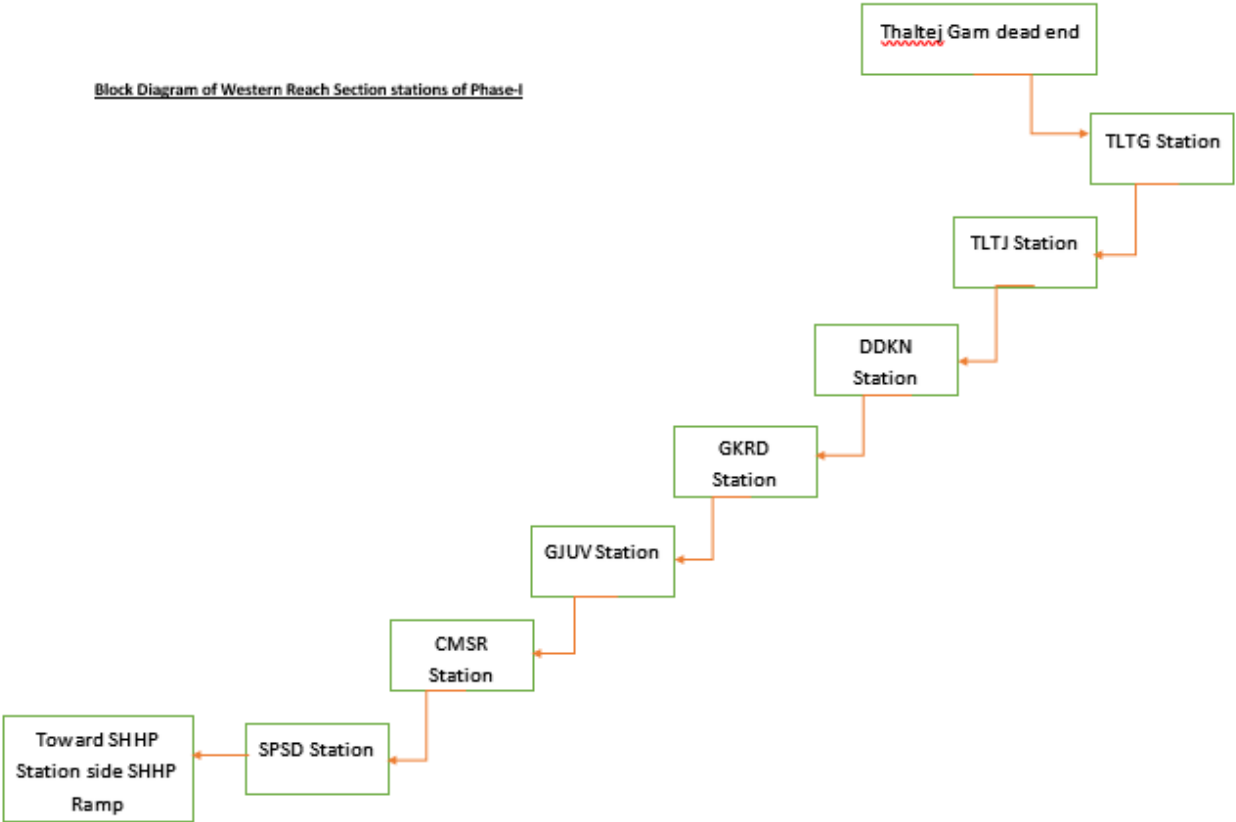 Thaltej Gam dead end
Block Diagram of Western Reach Section stations of Phase-I
TLTG Station
TLTJ Station
DDKN
Station
GKRD
Station
GJUV Station
CMSR
Station
SPSD Station
Toward SHHP
Station side SHHP
Ramp